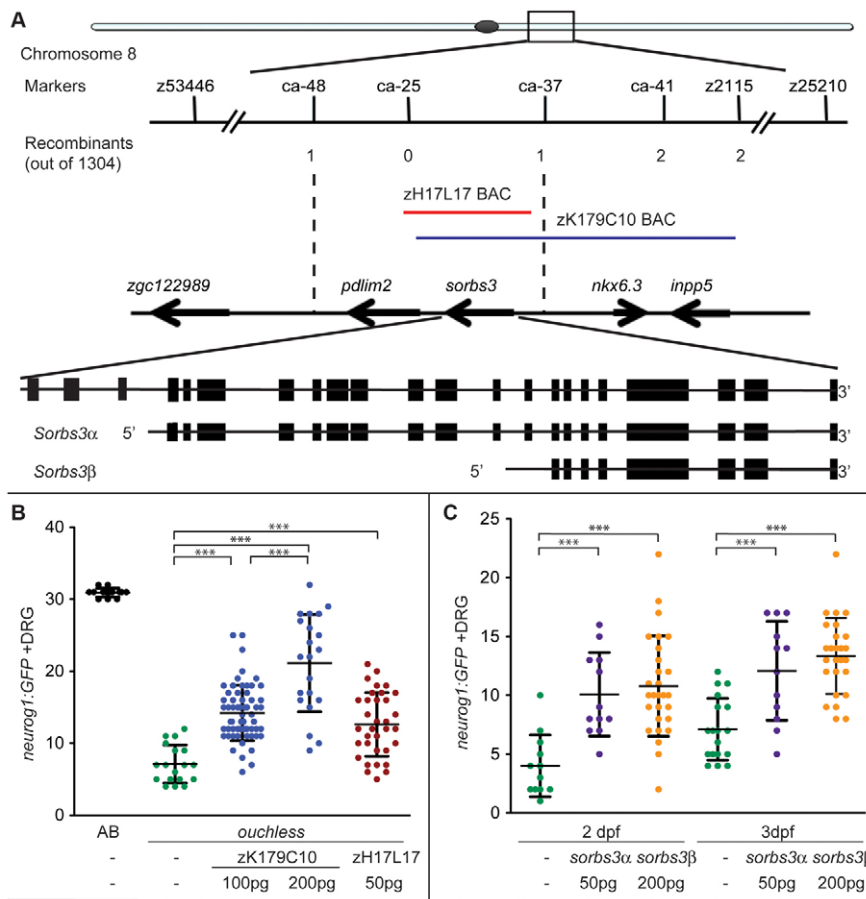 A
Chromosome 8
Markers z53446 ca-48 ca-25 ca-37 ca-41 z2115 z25210
Recombinants
(out of 1304) 1 0 1 2 2
zH17L17 BAC
zK179C10 BAC
zgc122989 pdlim2 sorbs3 nkx6.3 inpp5
3'
Sorbs3α 5' 3'
Sorbs3β 5' 3'
B
neurog1:GFP +DRG
40
30
20
10
0
*** *** *** ***
AB ouchless
- - zK179C10 zH17L17
- - 100pg 200pg 50pg
C
neurog1:GFP +DRG
25
20
15
10
5
0
*** *** *** ***
2 dpf 3dpf
- sorbs3α sorbs3β - sorbs3α sorbs3β
- 50pg 200pg - 50pg 200pg